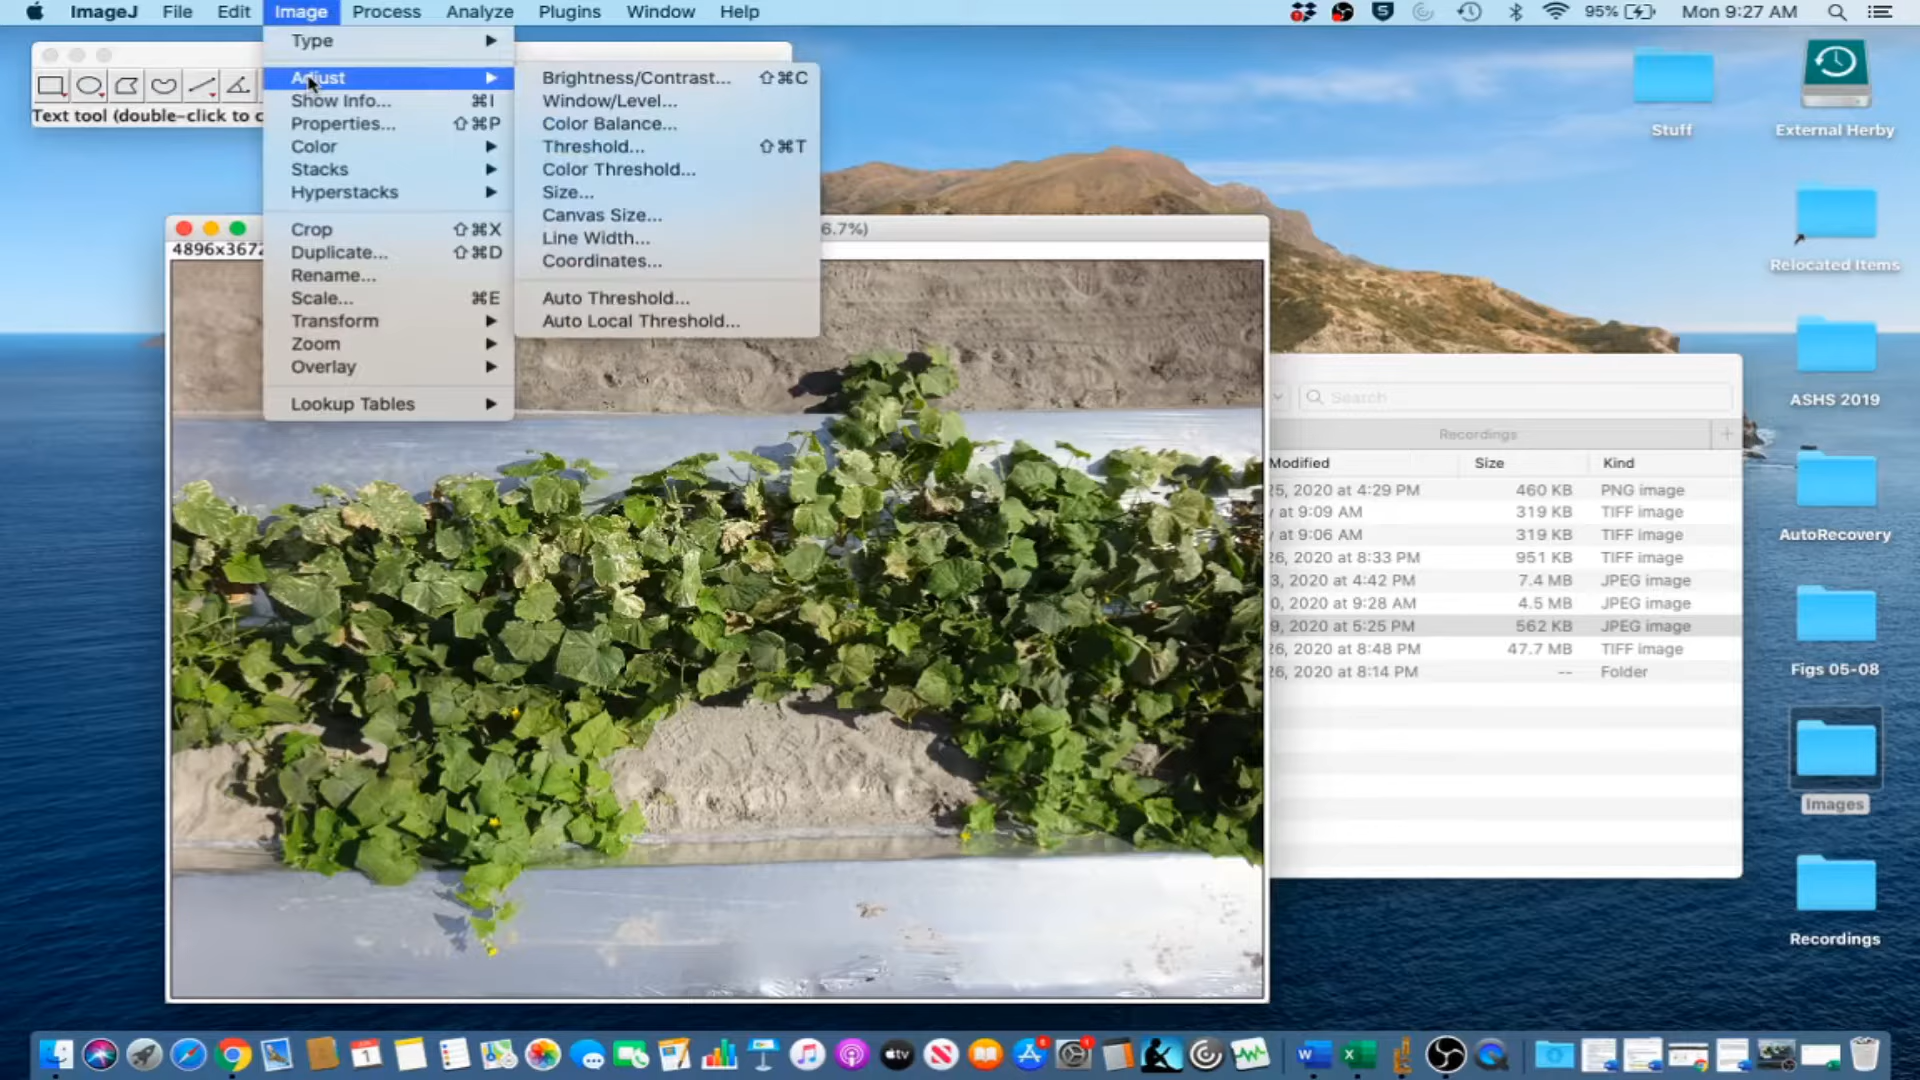 ImageJ File Edit Image Process Analyze Plugins Window Help 95% Mon 9:27 AM
Type
Adjust
Show Info... ⌘I
Properties... ⇧⌘P
Color
Stacks
Hyperstacks
Crop ⇧⌘X
Duplicate... ⇧⌘D
Rename...
Scale... ⌘E
Transform
Zoom
Overlay
Lookup Tables
Brightness/Contrast... ⇧⌘C
Window/Level...
Color Balance...
Threshold... ⇧⌘T
Color Threshold...
Size...
Canvas Size...
Line Width...
Coordinates...
Auto Threshold...
Auto Local Threshold...
Text tool (double-click to c
6.7%)
4896x3672
Search
Recordings
Modified Size Kind
25, 2020 at 4:29 PM 460 KB PNG image
y at 9:09 AM 319 KB TIFF image
y at 9:06 AM 319 KB TIFF image
26, 2020 at 8:33 PM 951 KB TIFF image
3, 2020 at 4:42 PM 7.4 MB JPEG image
0, 2020 at 9:28 AM 4.5 MB JPEG image
9, 2020 at 5:25 PM 562 KB JPEG image
26, 2020 at 8:48 PM 47.7 MB TIFF image
6, 2020 at 8:14 PM -- Folder
Stuff
External Herby
Relocated Items
ASHS 2019
AutoRecovery
Figs 05-08
Images
Recordings
1
tv
W
X